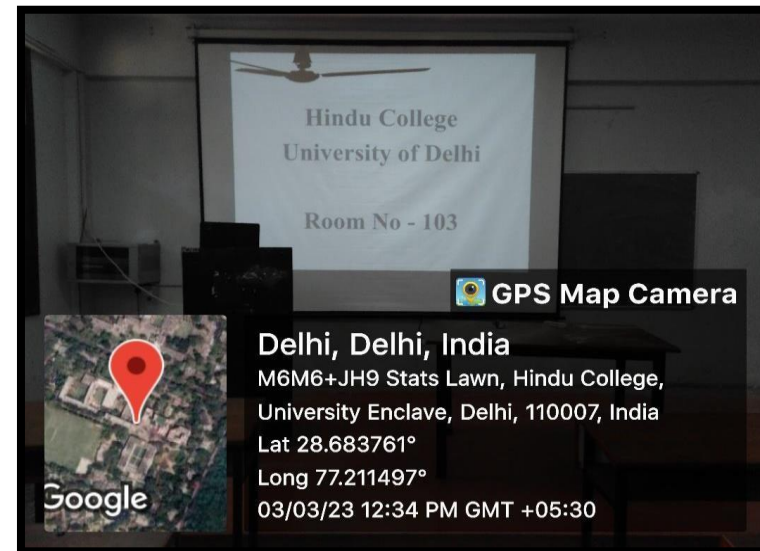 Hindu College
University of Delhi
Room No - 103
GPS Map Camera
Delhi, Delhi, India
M6M6+JH9 Stats Lawn, Hindu College,
University Enclave, Delhi, 110007, India
Lat 28.683761°
Long 77.211497°
03/03/23 12:34 PM GMT +05:30
Google